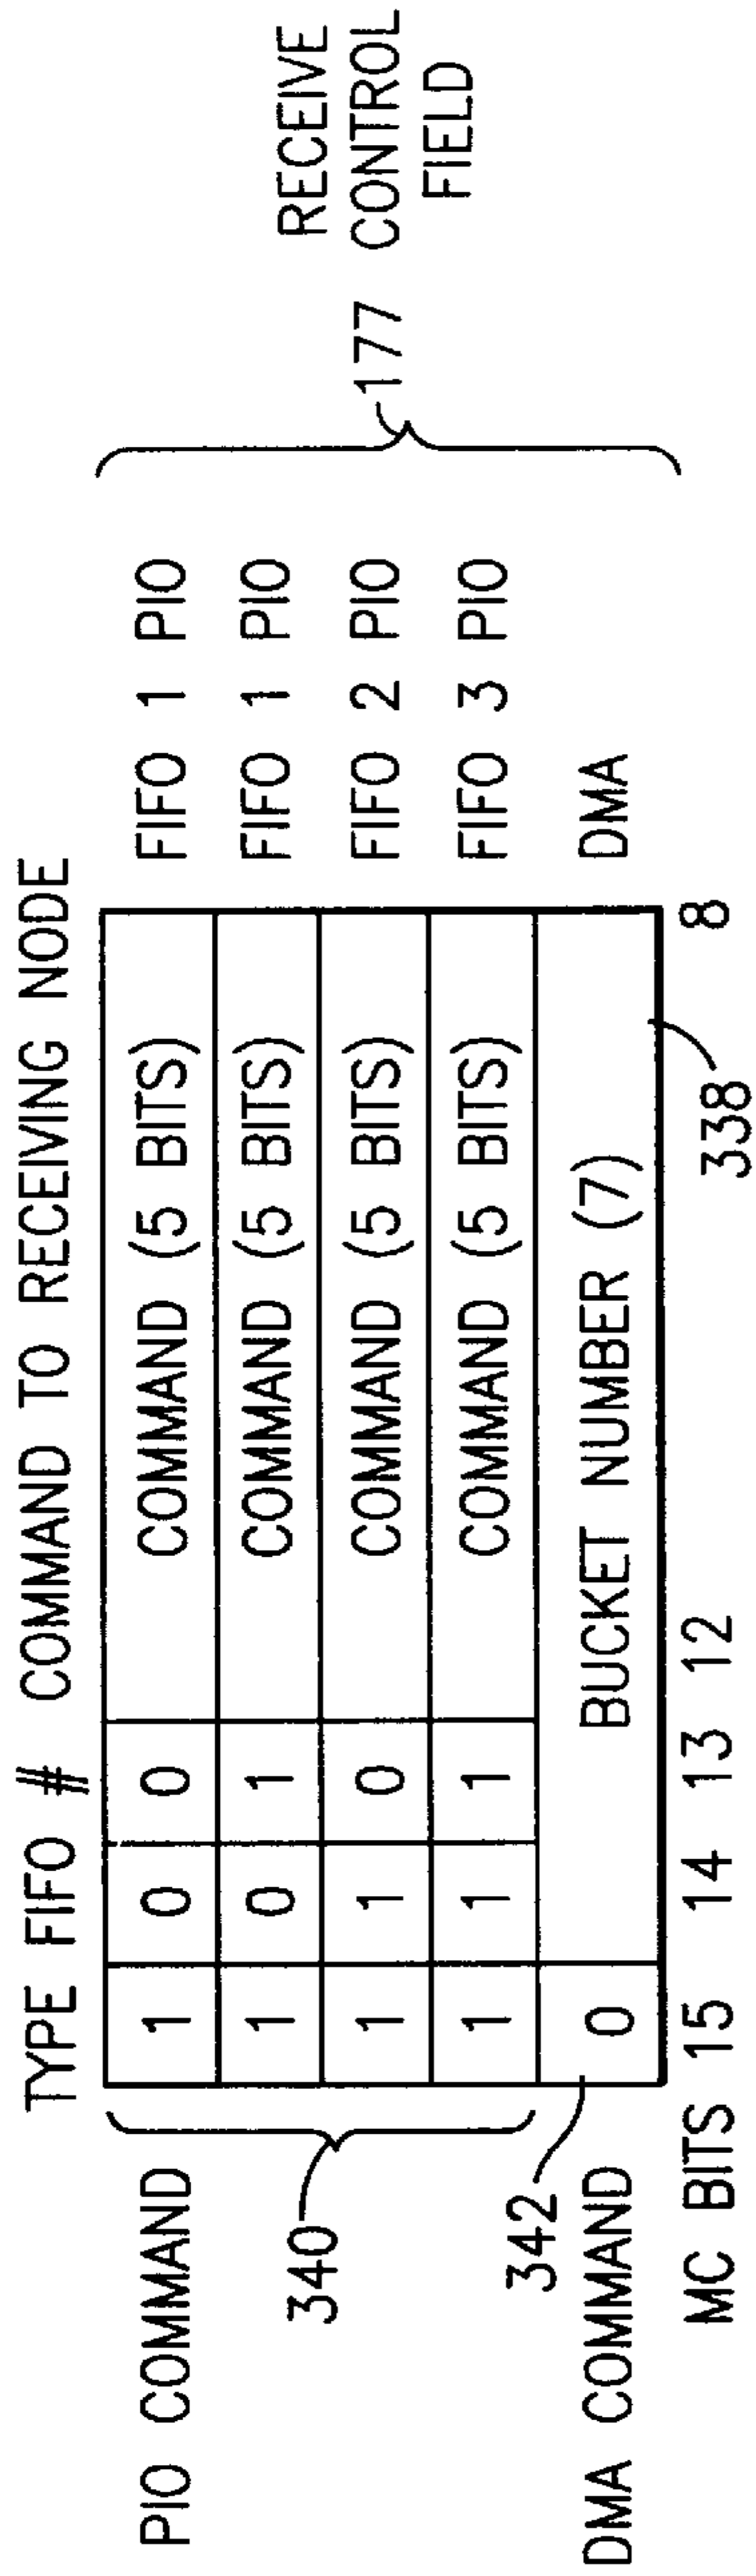 TYPE FIFO # COMMAND TO RECEIVING NODE
PIO COMMAND
340
1 0 0 COMMAND (5 BITS) FIFO 1 PIO
1 0 1 COMMAND (5 BITS) FIFO 1 PIO
1 1 0 COMMAND (5 BITS) FIFO 2 PIO
1 1 1 COMMAND (5 BITS) FIFO 3 PIO
342
DMA COMMAND 0 BUCKET NUMBER (7) DMA
MC BITS 15 14 13 12 8
338
177
RECEIVE
CONTROL
FIELD